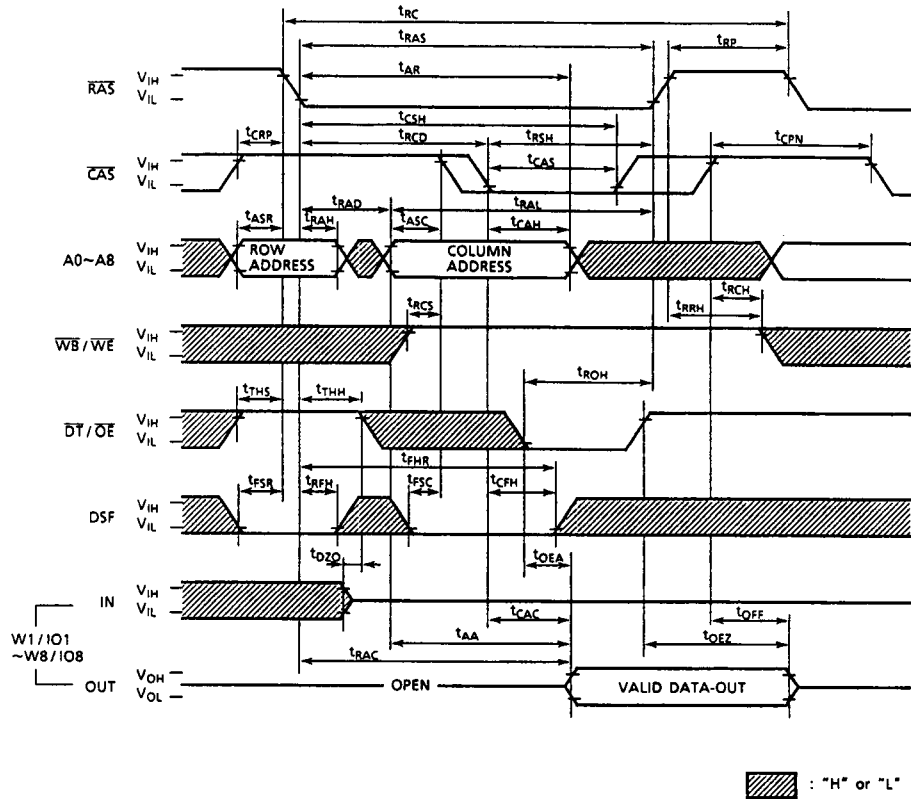 tRC
tRAS
tRP
tAR
RAS VIH
VIL
tCSH
tCRP tRCD tRSH tCPN
tCAS
CAS VIH
VIL
tRAD tRAL
tASR tRAH tASC tCAH
A0~A8 VIH
VIL
ROW ADDRESS
COLUMN ADDRESS
tRCS tRCH
tRRH
WB/WE VIH
VIL
tROH
tTHS tTHH
DT/OE VIH
VIL
tFHR
tFSR tRFH tFSC tCFH
DSF VIH
VIL
tDZO tOEA
IN VIH
VIL
tCAC tOFF
W1/IO1
~W8/IO8
tAA tOEZ
tRAC
OUT VOH
VOL
OPEN VALID DATA-OUT
: "H" or "L"